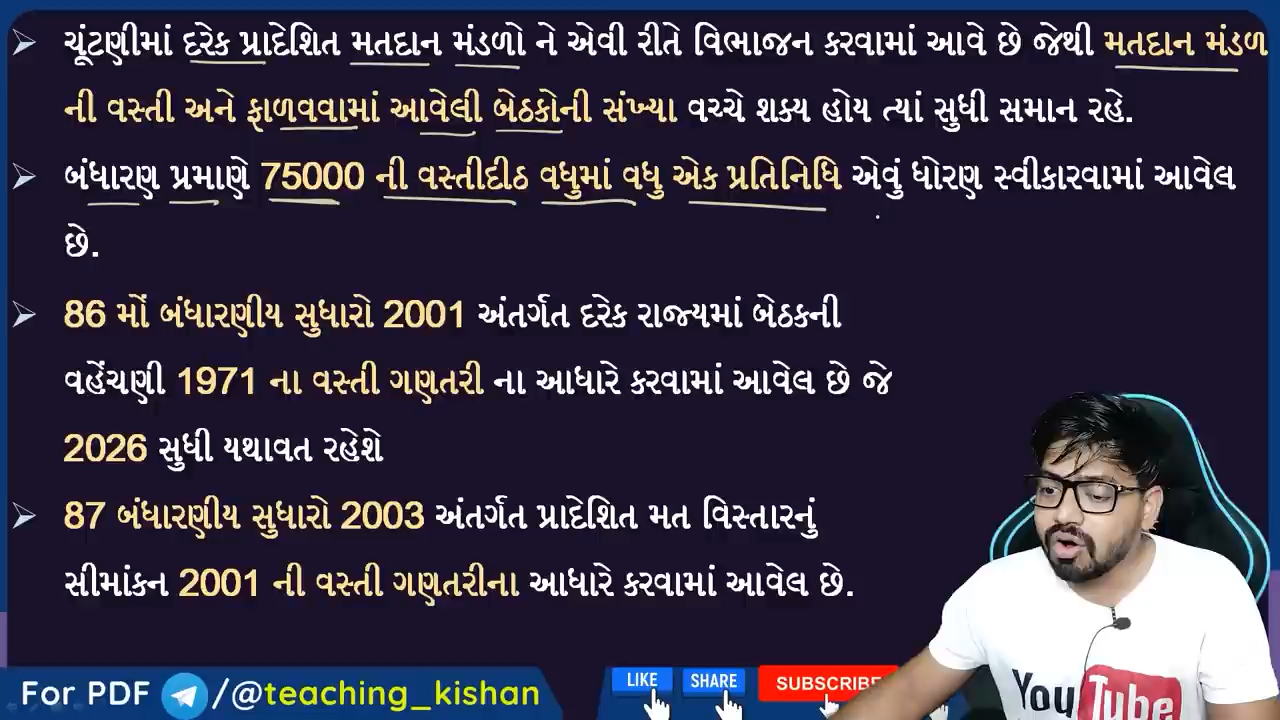 ચૂંટણીમાં દરેક પ્રાદેશિત મતદાન મંડળો ને એવી રીતે વિભાજન કરવામાં આવે છે જેથી મતદાન મંડળ
ની વસ્તી અને ફાળવવામાં આવેલી બેઠકોની સંખ્યા વચ્ચે શક્ય હોય ત્યાં સુધી સમાન રહે.
બંધારણ પ્રમાણે 75000 ની વસ્તીદીઠ વધુમાં વધુ એક પ્રતિનિધિ એવું ધોરણ સ્વીકારવામાં આવેલ
છે.
86 મોં બંધારણીય સુધારો 2001 અંતર્ગત દરેક રાજ્યમાં બેઠકની
વહેંચણી 1971 ના વસ્તી ગણતરી ના આધારે કરવામાં આવેલ છે જે
2026 સુધી યથાવત રહેશે
87 બંધારણીય સુધારો 2003 અંતર્ગત પ્રાદેશિત મત વિસ્તારનું
સીમાંકન 2001 ની વસ્તી ગણતરીના આધારે કરવામાં આવેલ છે.
For PDF /@teaching_kishan
LIKE SHARE SUBSCRIBE
YouTube